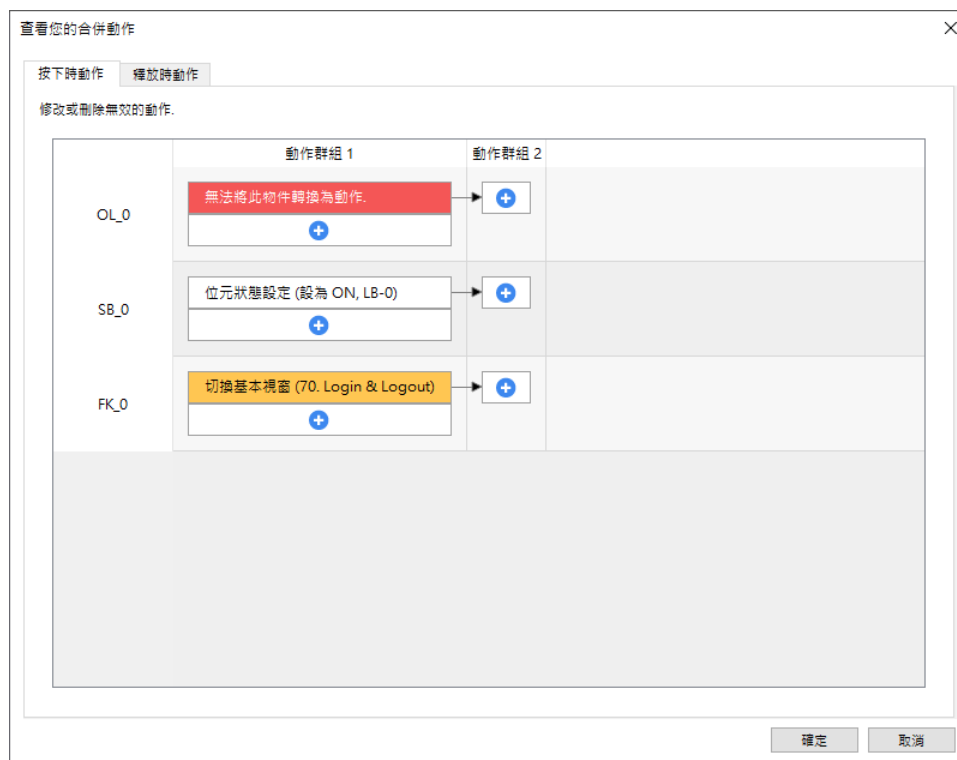 查看您的合併動作
按下時動作 釋放時動作
修改或刪除無效的動作.
動作群組 1 動作群組 2
OL_0 無法將此物件轉換為動作.
SB_0 位元狀態設定 (設為 ON, LB-0)
FK_0 切換基本視窗 (70. Login & Logout)
確定 取消